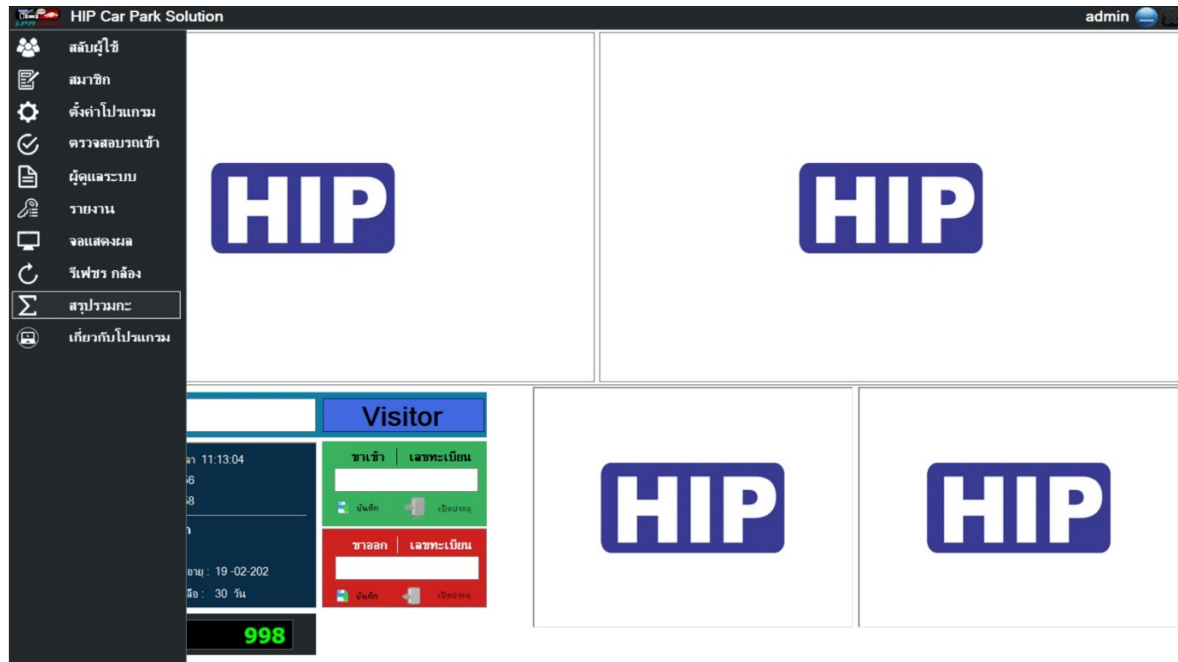 LPR HIP Car Park Solution admin
สลับผู้ใช้
สมาชิก
ตั้งค่าโปรแกรม
ตรวจสอบรถเข้า
ผู้ดูแลระบบ
รายงาน
จอแสดงผล
รีเฟชร กล้อง
สรุปรวมกะ
เกี่ยวกับโปรแกรม
HIP
HIP
Visitor
11:13:04
ขาเข้า | เลขทะเบียน
บันทึก เปิดประตู
ขาออก | เลขทะเบียน
บันทึก เปิดประตู
อายุ : 19 -02-202
30 วัน
998
HIP
HIP